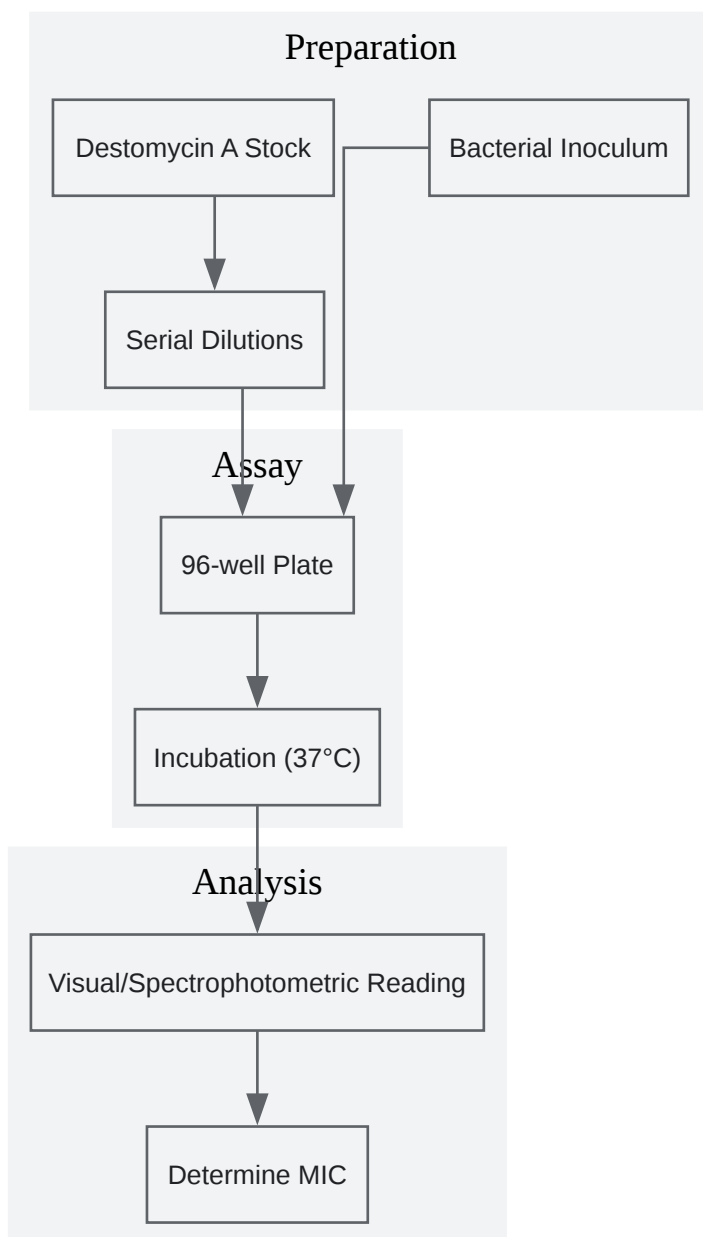 Preparation
Destomycin A Stock
Bacterial Inoculum
Serial Dilutions
Assay
96-well Plate
Incubation (37°C)
Analysis
Visual/Spectrophotometric Reading
Determine MIC